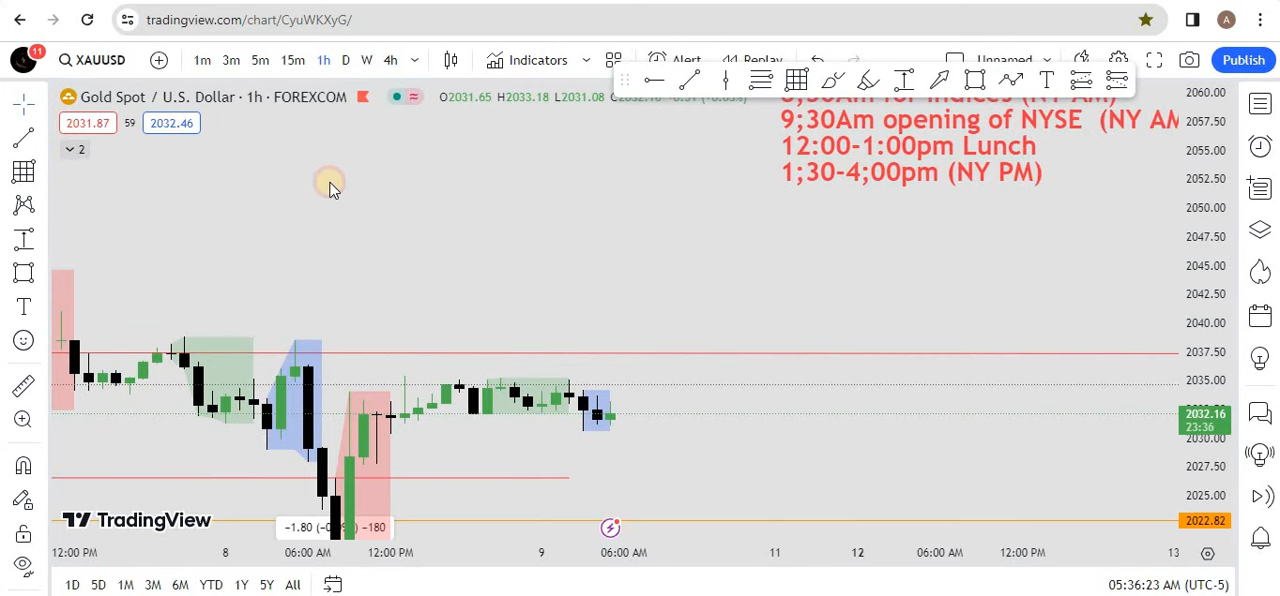 tradingview.com/chart/CyuWKXyG/
A
11
XAUUSD
1m 3m 5m 15m 1h D W 4h
Indicators
Alert
Replay
Unnamed
Publish
Gold Spot / U.S. Dollar · 1h · FOREXCOM
O2031.65 H2033.18 L2031.08
2031.87 59 2032.46
2
9;30Am opening of NYSE (NY AM
12:00-1:00pm Lunch
1;30-4;00pm (NY PM)
2060.00
2057.50
2055.00
2052.50
2050.00
2047.50
2045.00
2042.50
2040.00
2037.50
2035.00
2032.16
23:36
2030.00
2027.50
2025.00
2022.82
TradingView
12:00 PM 8 06:00 AM 12:00 PM 9 06:00 AM 11 12 06:00 AM 12:00 PM 13
1D 5D 1M 3M 6M YTD 1Y 5Y All
05:36:23 AM (UTC-5)